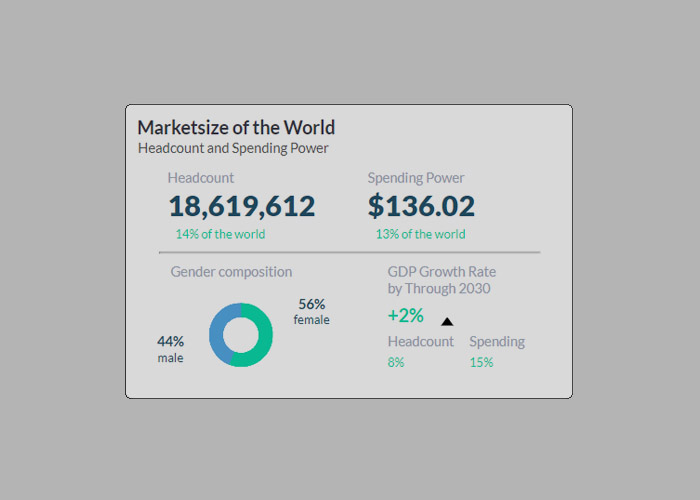 Marketsize of the World
Headcount and Spending Power
Headcount
18,619,612
14% of the world
Spending Power
$136.02
13% of the world
Gender composition
56%
female
44%
male
GDP Growth Rate
by Through 2030
+2%
Headcount
8%
Spending
15%